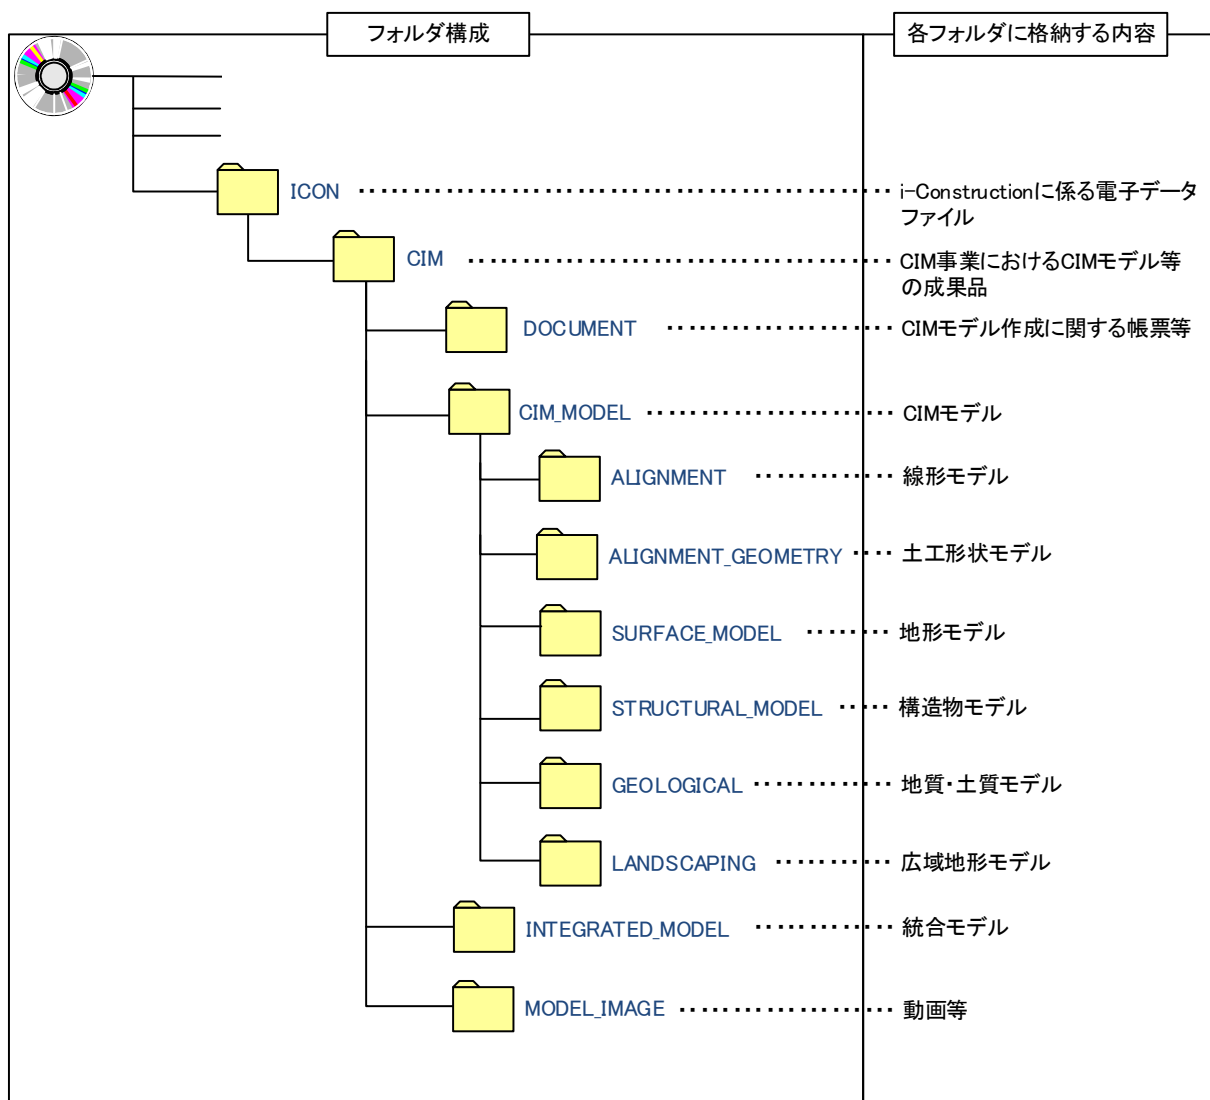 フォルダ構成
各フォルダに格納する内容
ICON ･･････････････････････････････････････････････････ i-Constructionに係る電子データ
ファイル
CIM ････････････････････････････････････････ CIM事業におけるCIMモデル等
の成果品
DOCUMENT ･････････････････････ CIMモデル作成に関する帳票等
CIM_MODEL ･･･････････････････････ CIMモデル
ALIGNMENT ･････････････ 線形モデル
ALIGNMENT_GEOMETRY ････ 土工形状モデル
SURFACE_MODEL ････････ 地形モデル
STRUCTURAL_MODEL ･････ 構造物モデル
GEOLOGICAL ･････････････ 地質･土質モデル
LANDSCAPING ･･･････････ 広域地形モデル
INTEGRATED_MODEL ･････････････ 統合モデル
MODEL_IMAGE ････････････････････ 動画等